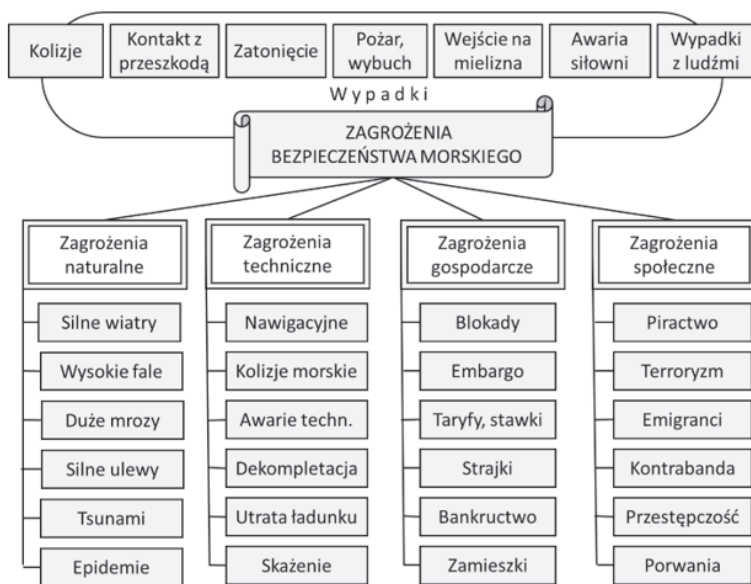 Kolizje
Kontakt z
przeszkodą
Zatonięcie
Pożar,
wybuch
Wejście na
mielizna
Awaria
siłowni
Wypadki
z ludźmi
Wypadki
ZAGROŻENIA
BEZPIECZEŃSTWA MORSKIEGO
Zagrożenia
naturalne
Silne wiatry
Wysokie fale
Duże mrozy
Silne ulewy
Tsunami
Epidemie
Zagrożenia
techniczne
Nawigacyjne
Kolizje morskie
Awarie techn.
Dekompletacja
Utrata ładunku
Skażenie
Zagrożenia
gospodarcze
Blokady
Embargo
Taryfy, stawki
Strajki
Bankructwo
Zamieszki
Zagrożenia
społeczne
Piractwo
Terroryzm
Emigranci
Kontrabanda
Przestępczość
Porwania